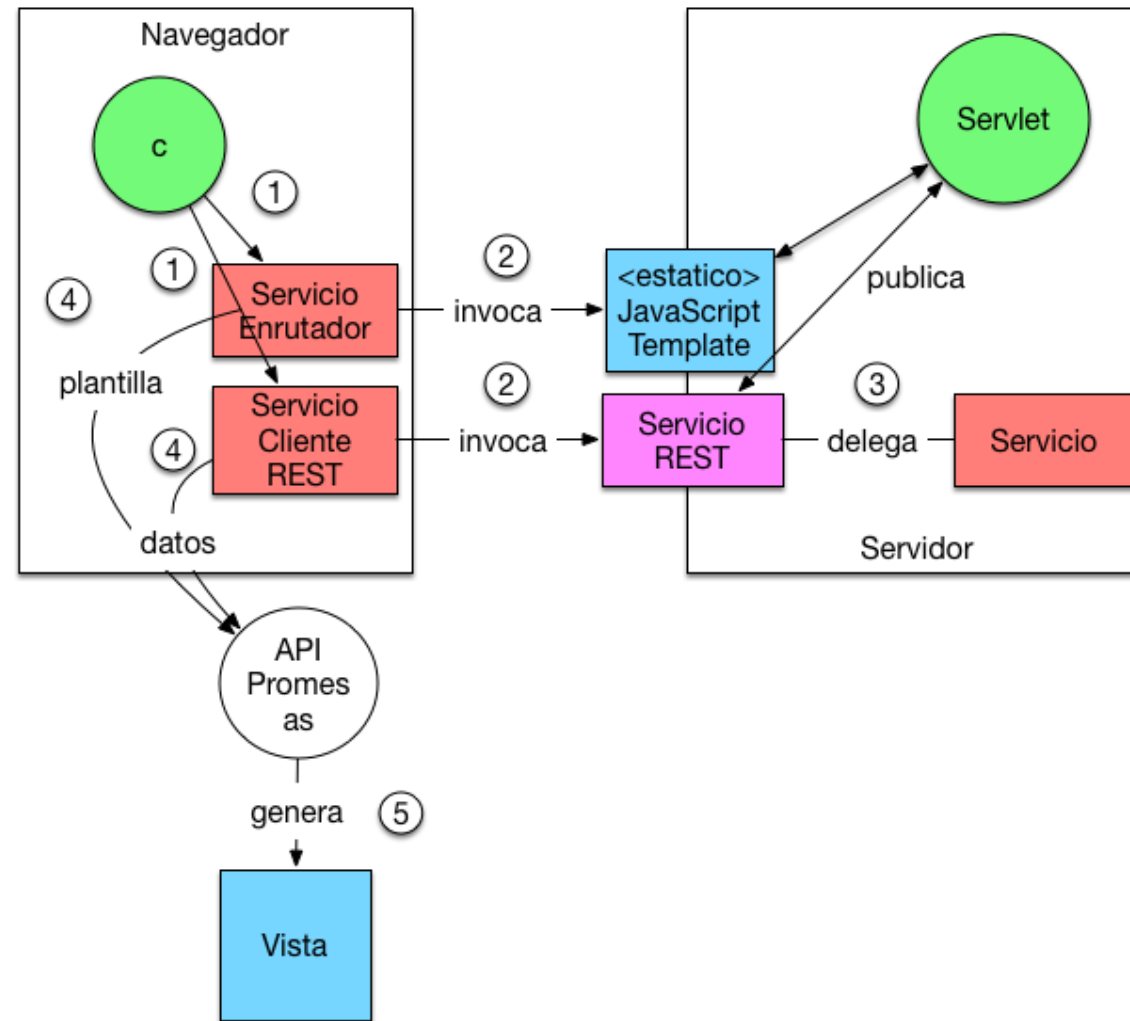 Navegador
c
Servlet
1
1
Servicio
Enrutador
2
invoca
<estatico>
JavaScript
Template
publica
4
plantilla
Servicio
Cliente
REST
4
datos
2
invoca
Servicio
REST
3
delega
Servicio
Servidor
API
Promes
as
genera
5
Vista